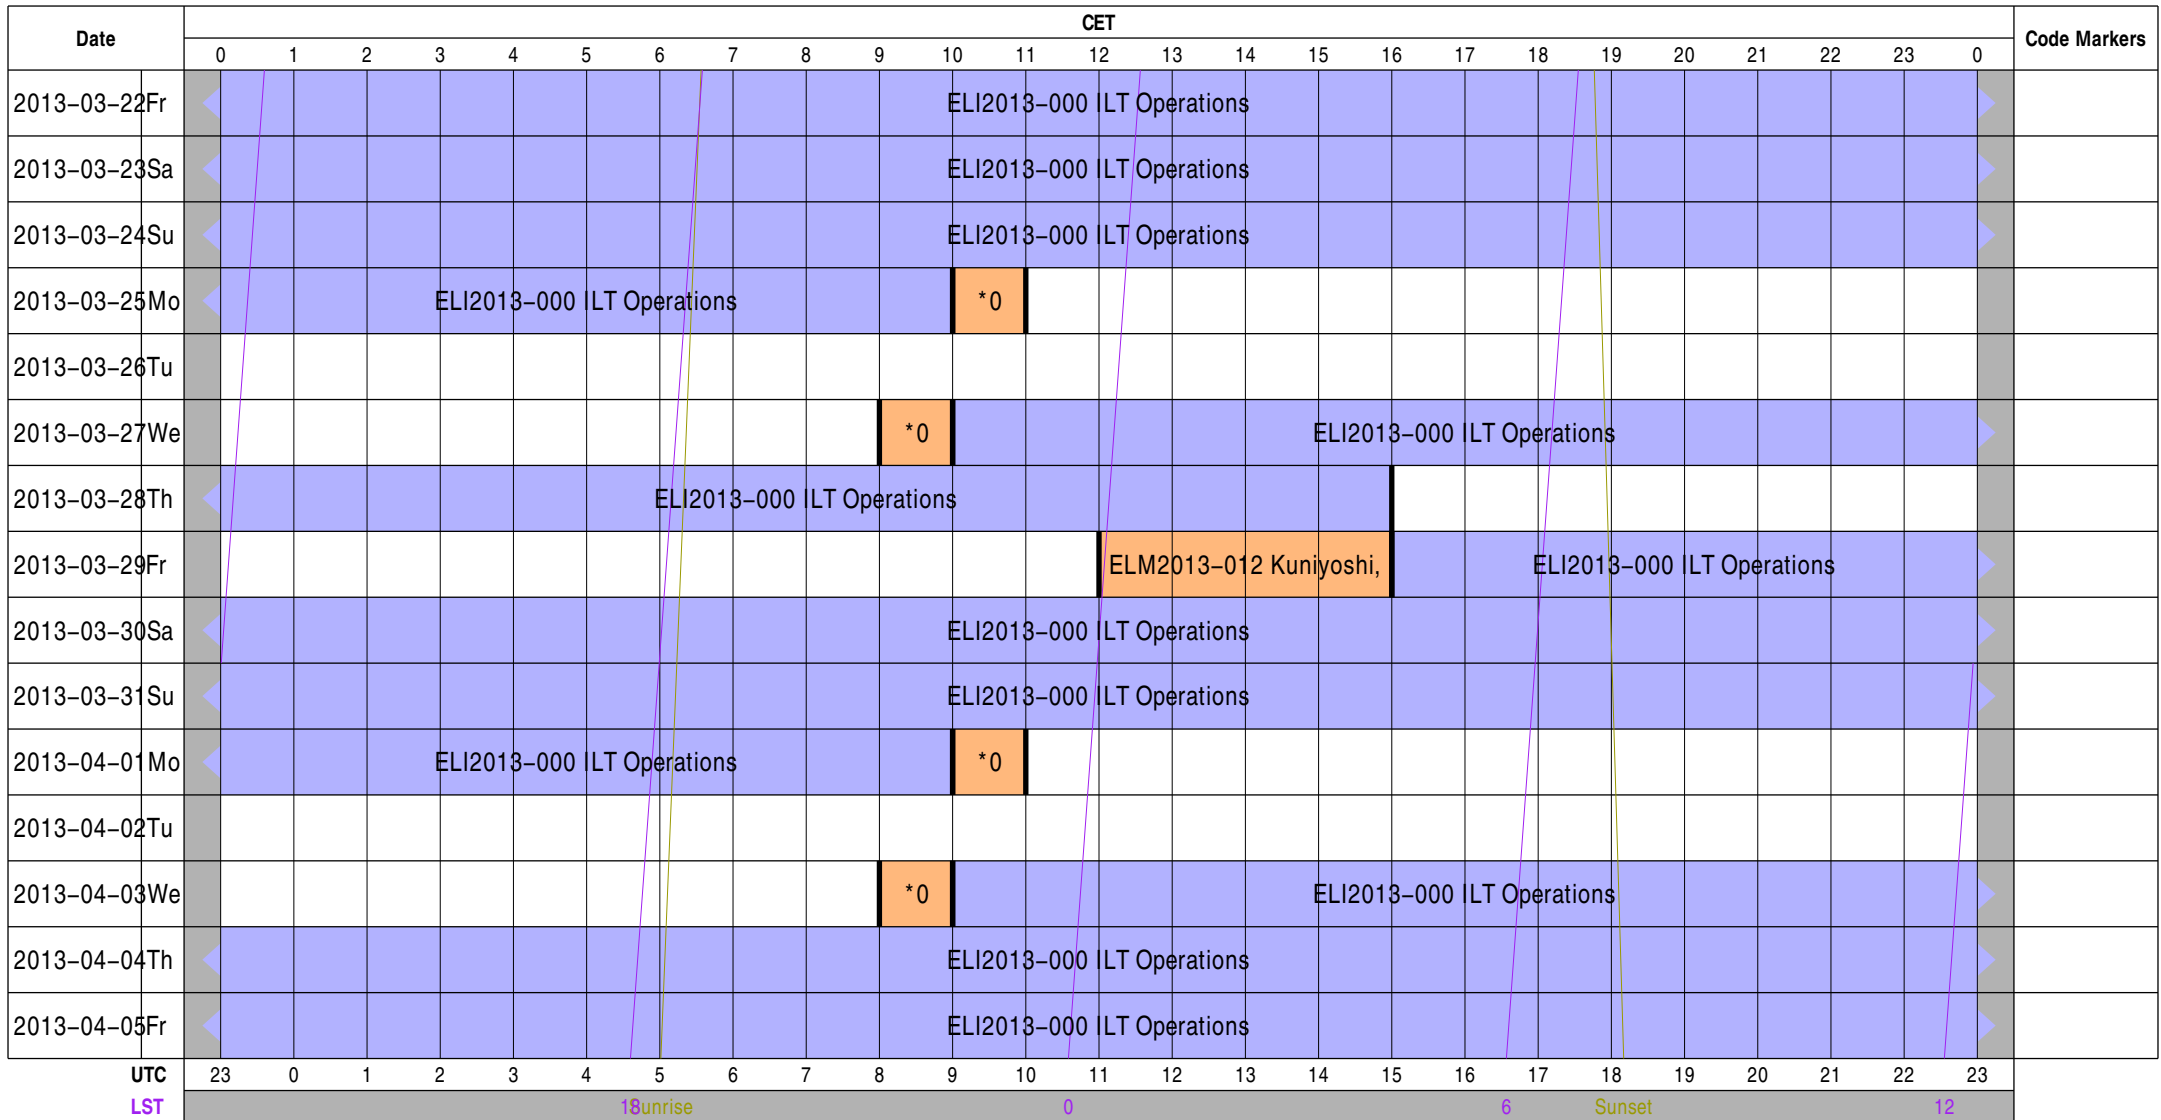 Date CET Code Markers
0 1 2 3 4 5 6 7 8 9 10 11 12 13 14 15 16 17 18 19 20 21 22 23 0
2013-03-22Fr ELI2013-000 ILT Operations
2013-03-23Sa ELI2013-000 ILT Operations
2013-03-24Su ELI2013-000 ILT Operations
2013-03-25Mo ELI2013-000 ILT Operations *0
2013-03-26Tu
2013-03-27We *0 ELI2013-000 ILT Operations
2013-03-28Th ELI2013-000 ILT Operations
2013-03-29Fr ELM2013-012 Kuniyoshi, ELI2013-000 ILT Operations
2013-03-30Sa ELI2013-000 ILT Operations
2013-03-31Su ELI2013-000 ILT Operations
2013-04-01Mo ELI2013-000 ILT Operations *0
2013-04-02Tu
2013-04-03We *0 ELI2013-000 ILT Operations
2013-04-04Th ELI2013-000 ILT Operations
2013-04-05Fr ELI2013-000 ILT Operations
UTC 23 0 1 2 3 4 5 6 7 8 9 10 11 12 13 14 15 16 17 18 19 20 21 22 23
LST 18 Sunrise 0 6 Sunset 12